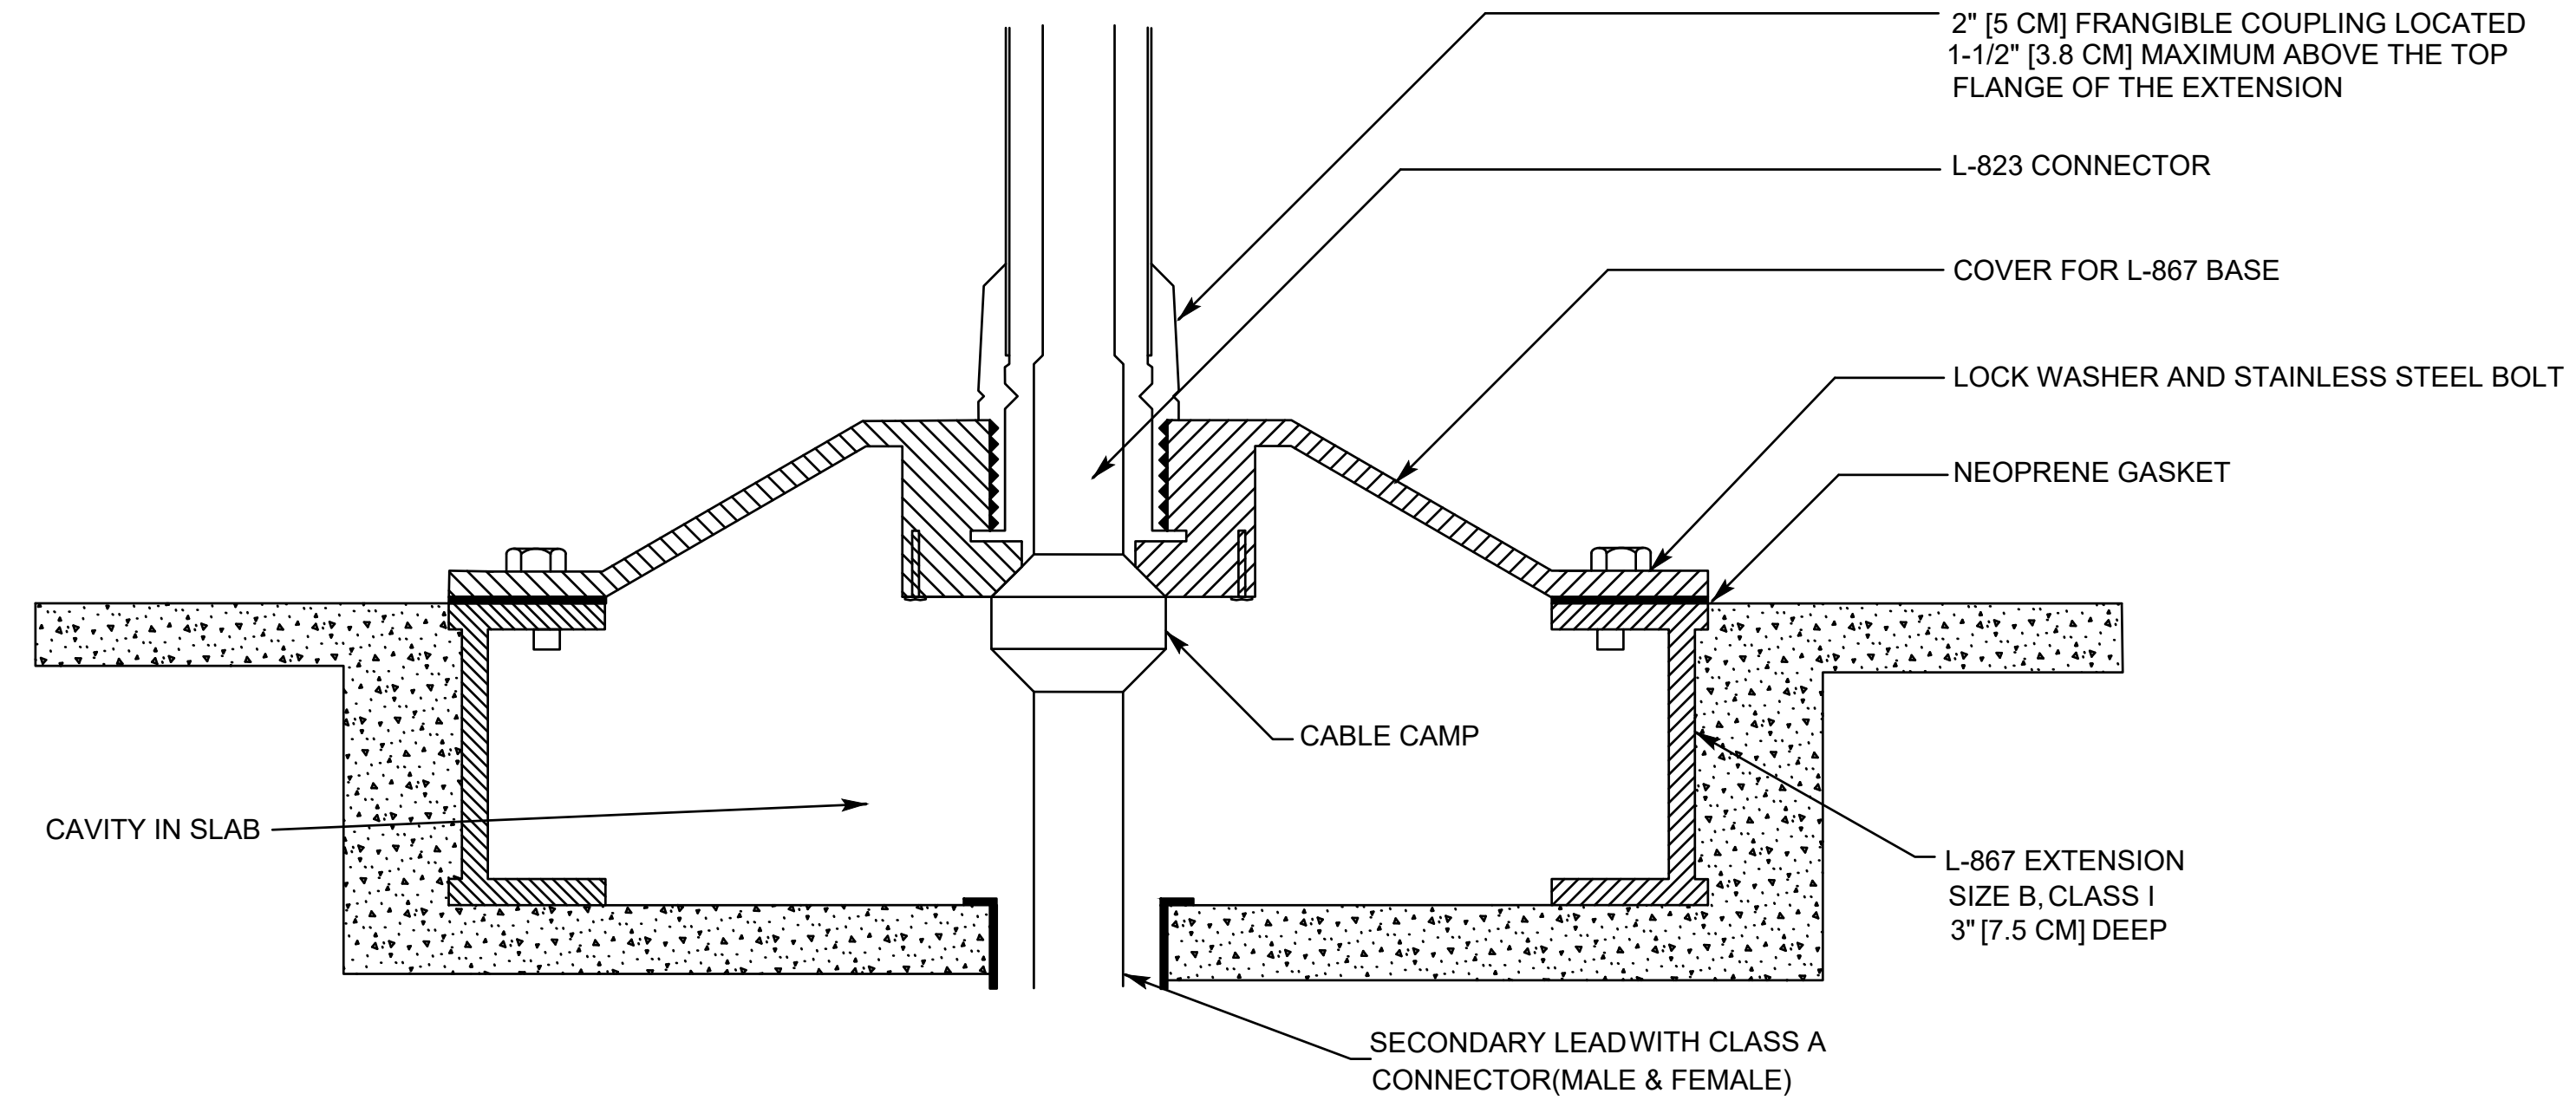 2" [5 CM] FRANGIBLE COUPLING LOCATED
1-1/2" [3.8 CM] MAXIMUM ABOVE THE TOP
FLANGE OF THE EXTENSION
L-823 CONNECTOR
COVER FOR L-867 BASE
LOCK WASHER AND STAINLESS STEEL BOLT
NEOPRENE GASKET
CABLE CAMP
CAVITY IN SLAB
L-867 EXTENSION
SIZE B, CLASS I
3" [7.5 CM] DEEP
SECONDARY LEAD WITH CLASS A
CONNECTOR(MALE & FEMALE)